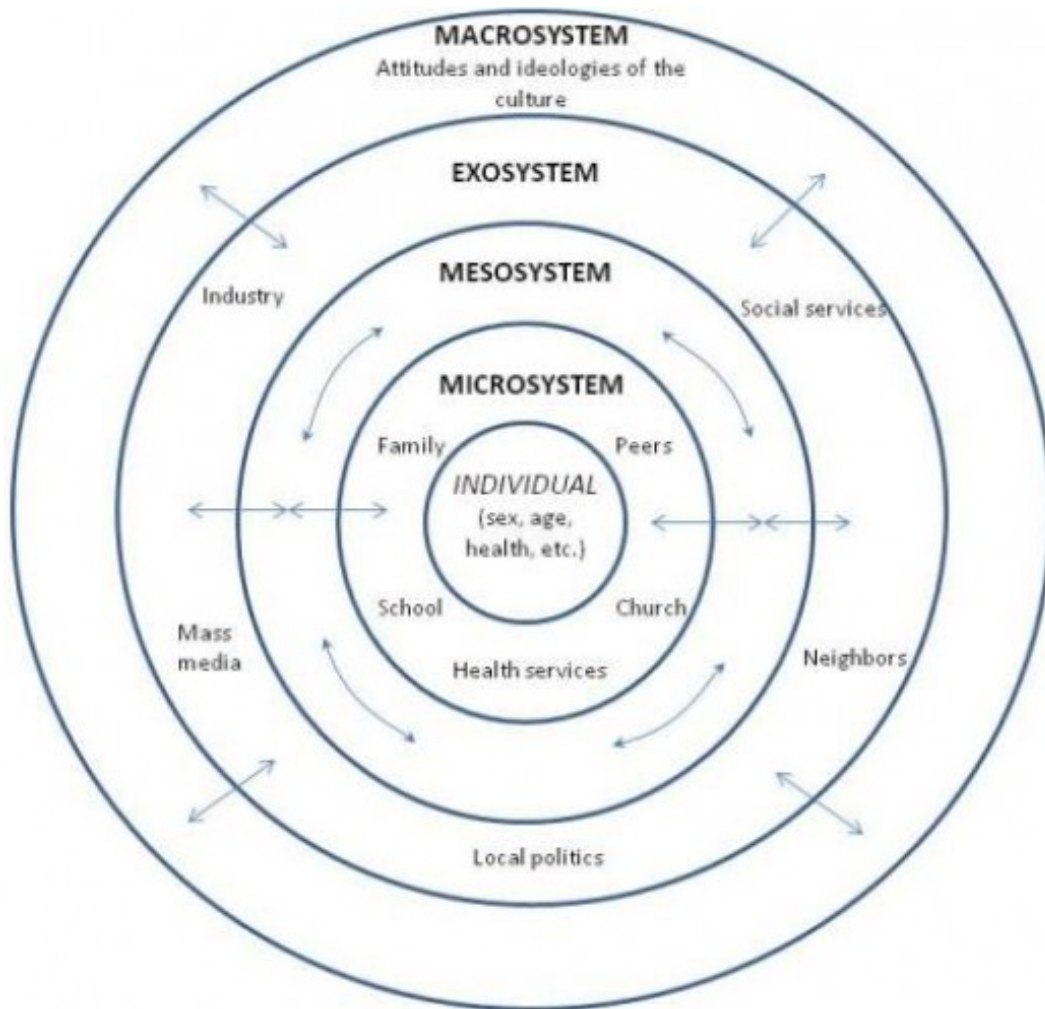 MACROSYSTEM
Attitudes and ideologies of the
culture
EXOSYSTEM
MESOSYSTEM
Industry
Social services
MICROSYSTEM
Family
Peers
INDIVIDUAL
(sex, age,
health, etc.)
School
Church
Mass
media
Neighbors
Health services
Local politics